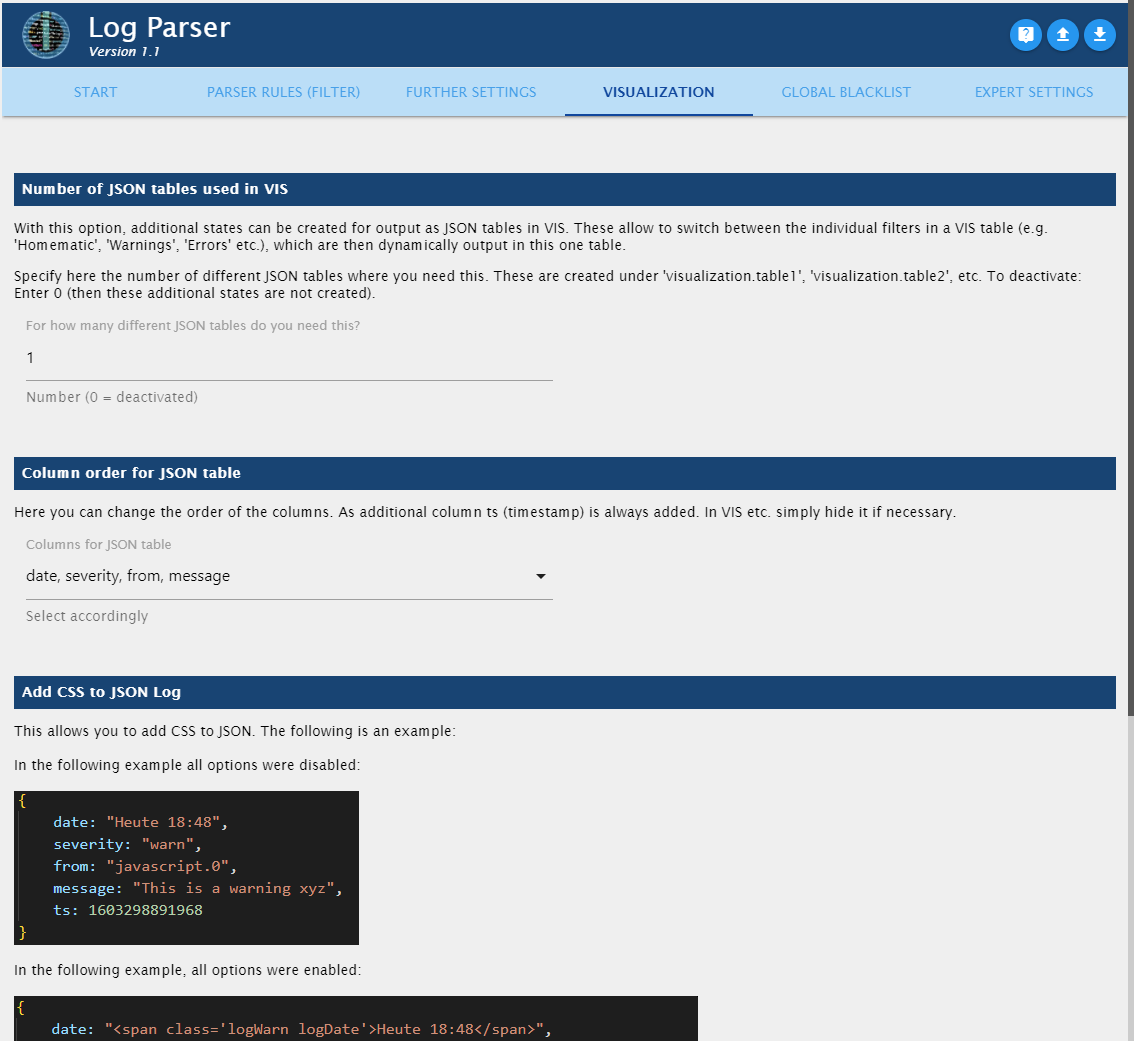 Log Parser
Version 1.1
START
PARSER RULES (FILTER)
FURTHER SETTINGS
VISUALIZATION
GLOBAL BLACKLIST
EXPERT SETTINGS
Number of JSON tables used in VIS
With this option, additional states can be created for output as JSON tables in VIS. These allow to switch between the individual filters in a VIS table (e.g.
'Homematic', 'Warnings', 'Errors' etc.), which are then dynamically output in this one table.
Specify here the number of different JSON tables where you need this. These are created under 'visualization.table1', 'visualization.table2', etc. To deactivate:
Enter 0 (then these additional states are not created).
For how many different JSON tables do you need this?
1
Number (0 = deactivated)
Column order for JSON table
Here you can change the order of the columns. As additional column ts (timestamp) is always added. In VIS etc. simply hide it if necessary.
Columns for JSON table
date, severity, from, message
Select accordingly
Add CSS to JSON Log
This allows you to add CSS to JSON. The following is an example:
In the following example all options were disabled:
{
date: "Heute 18:48",
severity: "warn",
from: "javascript.0",
message: "This is a warning xyz",
ts: 1603298891968
}
In the following example, all options were enabled:
{
date: "<span class='logWarn logDate'>Heute 18:48</span>",